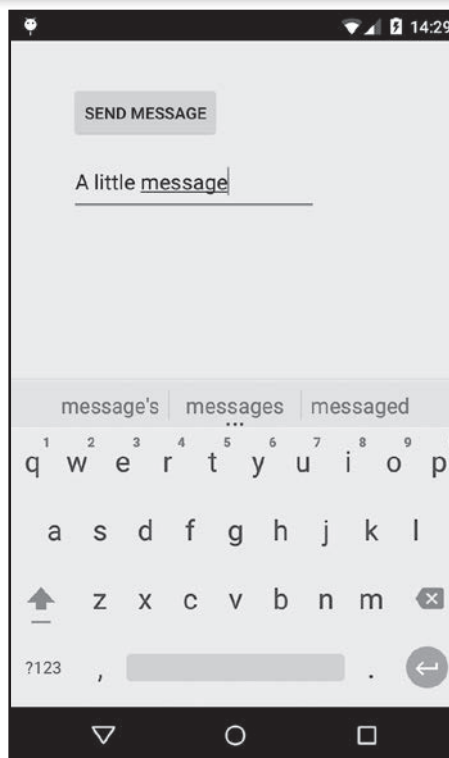 14:29
SEND MESSAGE
A little message
message's messages messaged
1 2 3 4 5 6 7 8 9
q w e r t y u i o p
a s d f g h j k l
z x c v b n m
?123 , .